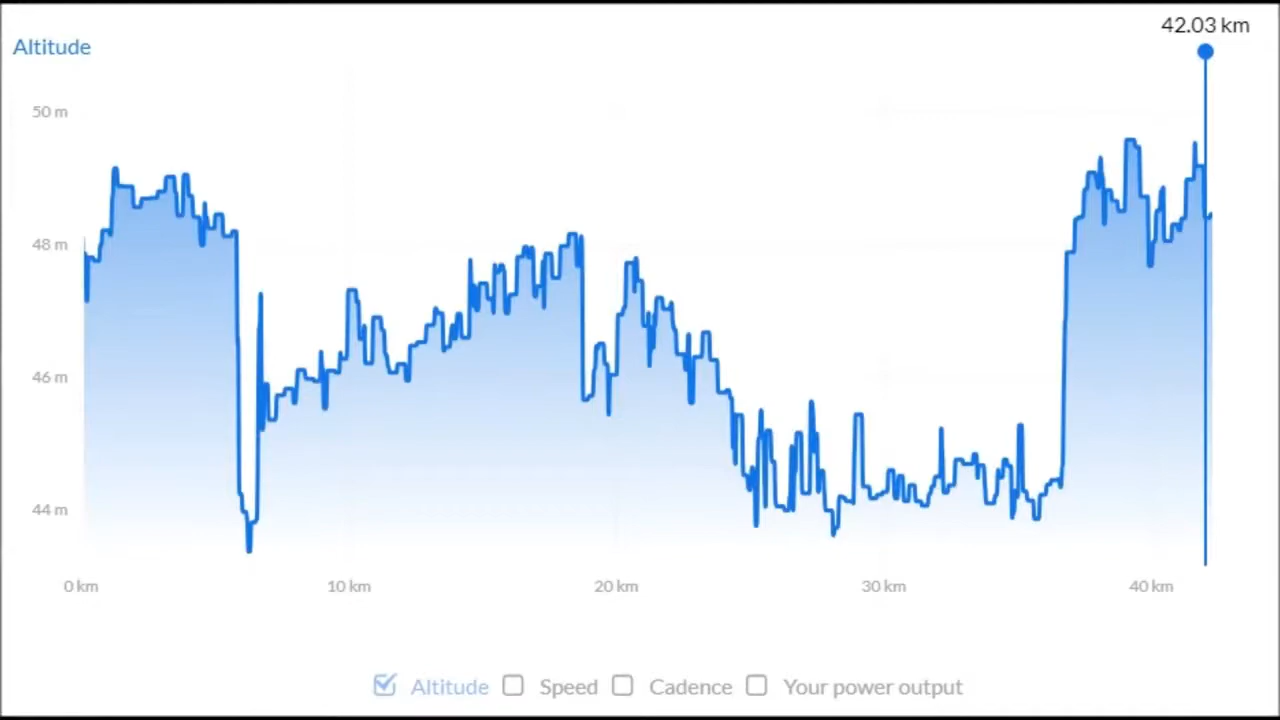 42.03 km
Altitude
50 m
48 m
46 m
44 m
0 km 10 km 20 km 30 km 40 km
Altitude Speed Cadence Your power output